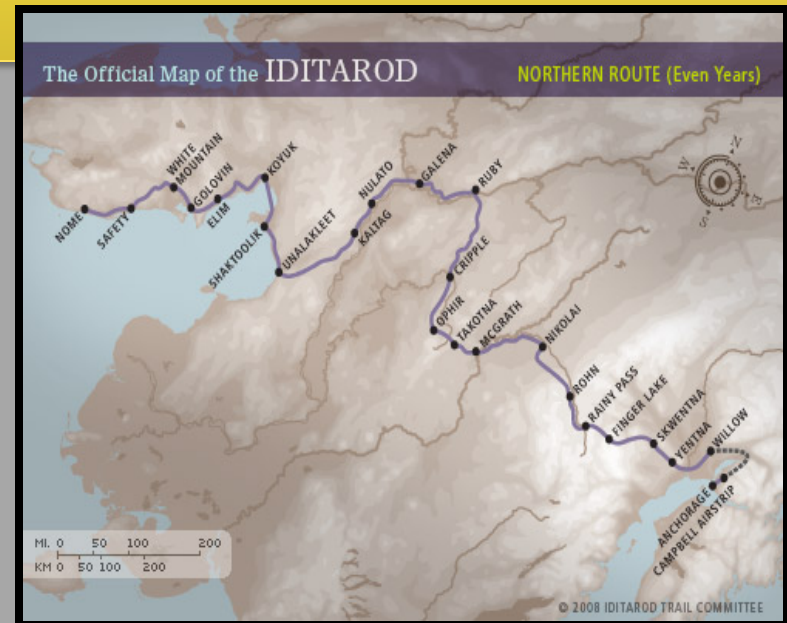 The Official Map of the IDITAROD
NORTHERN ROUTE (Even Years)
N
W
E
S
NOME
SAFETY
WHITE
MOUNTAIN
GOLOVIN
ELIM
KOYUK
SHAKTOOLIK
UNALAKLEET
KALTAG
NULATO
GALENA
RUBY
CRIPPLE
OPHIR
TAKOTNA
MCGRATH
NIKOLAI
ROHN
RAINY PASS
FINGER LAKE
SKWENTNA
YENTNA
WILLOW
ANCHORAGE
CAMPBELL AIRSTRIP
MI. 0 50 100 200
KM 0 50 100 200
© 2008 IDITAROD TRAIL COMMITTEE